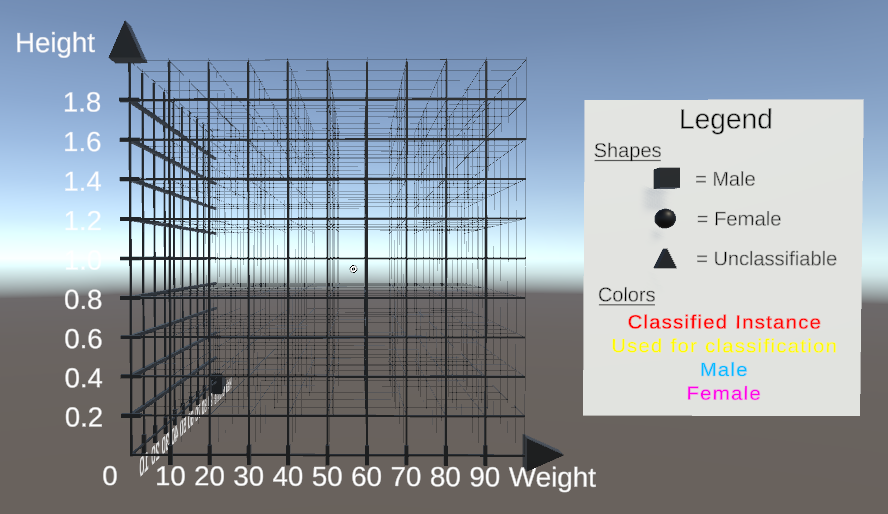 Height
1.8
1.6
1.4
1.2
1.0
0.8
0.6
0.4
0.2
0 10 20 30 40 50 60 70 80 90 Weight
Legend
Shapes
= Male
= Female
= Unclassifiable
Colors
Classified Instance
Used for classification
Male
Female